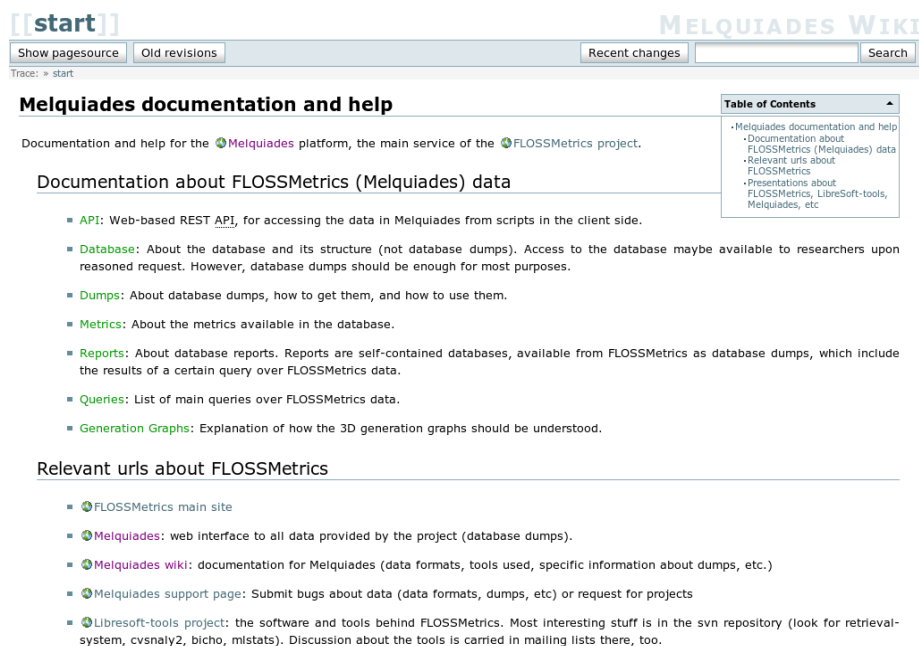 [[start]]
MELQUIADES WIKI
Show pagesource Old revisions Recent changes Search
Trace: » start
Melquiades documentation and help
Table of Contents
·Melquiades documentation and help
·Documentation about
FLOSSMetrics (Melquiades) data
·Relevant urls about
FLOSSMetrics
·Presentations about
FLOSSMetrics, LibreSoft-tools,
Melquiades, etc
Documentation and help for the Melquiades platform, the main service of the FLOSSMetrics project.
Documentation about FLOSSMetrics (Melquiades) data
API: Web-based REST API, for accessing the data in Melquiades from scripts in the client side.
Database: About the database and its structure (not database dumps). Access to the database maybe available to researchers upon
reasoned request. However, database dumps should be enough for most purposes.
Dumps: About database dumps, how to get them, and how to use them.
Metrics: About the metrics available in the database.
Reports: About database reports. Reports are self-contained databases, available from FLOSSMetrics as database dumps, which include
the results of a certain query over FLOSSMetrics data.
Queries: List of main queries over FLOSSMetrics data.
Generation Graphs: Explanation of how the 3D generation graphs should be understood.
Relevant urls about FLOSSMetrics
FLOSSMetrics main site
Melquiades: web interface to all data provided by the project (database dumps).
Melquiades wiki: documentation for Melquiades (data formats, tools used, specific information about dumps, etc.)
Melquiades support page: Submit bugs about data (data formats, dumps, etc) or request for projects
Libresoft-tools project: the software and tools behind FLOSSMetrics. Most interesting stuff is in the svn repository (look for retrieval-
system, cvsnaly2, bicho, mlstats). Discussion about the tools is carried in mailing lists there, too.